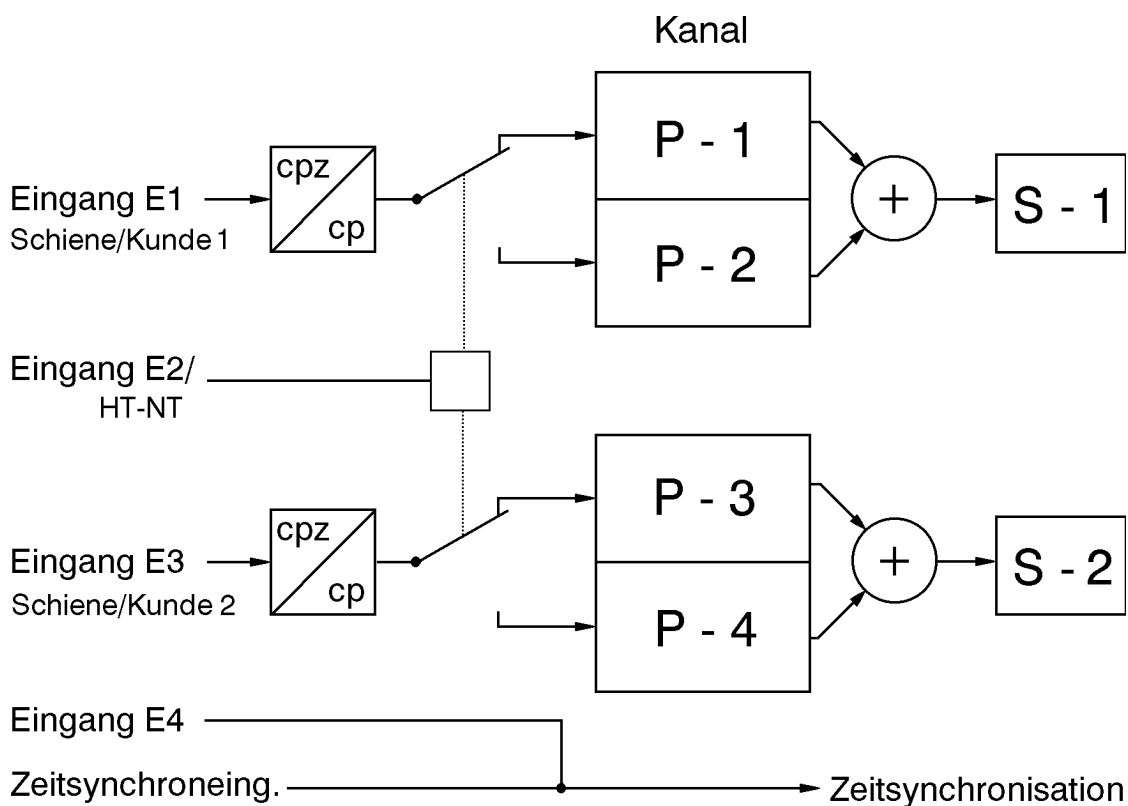 Kanal
cpz
cp
P - 1
Eingang E1
Schiene/Kunde 1
+
S - 1
P - 2
Eingang E2/
HT-NT
P - 3
cpz
cp
Eingang E3
Schiene/Kunde 2
+
S - 2
P - 4
Eingang E4
Zeitsynchroneing.
Zeitsynchronisation